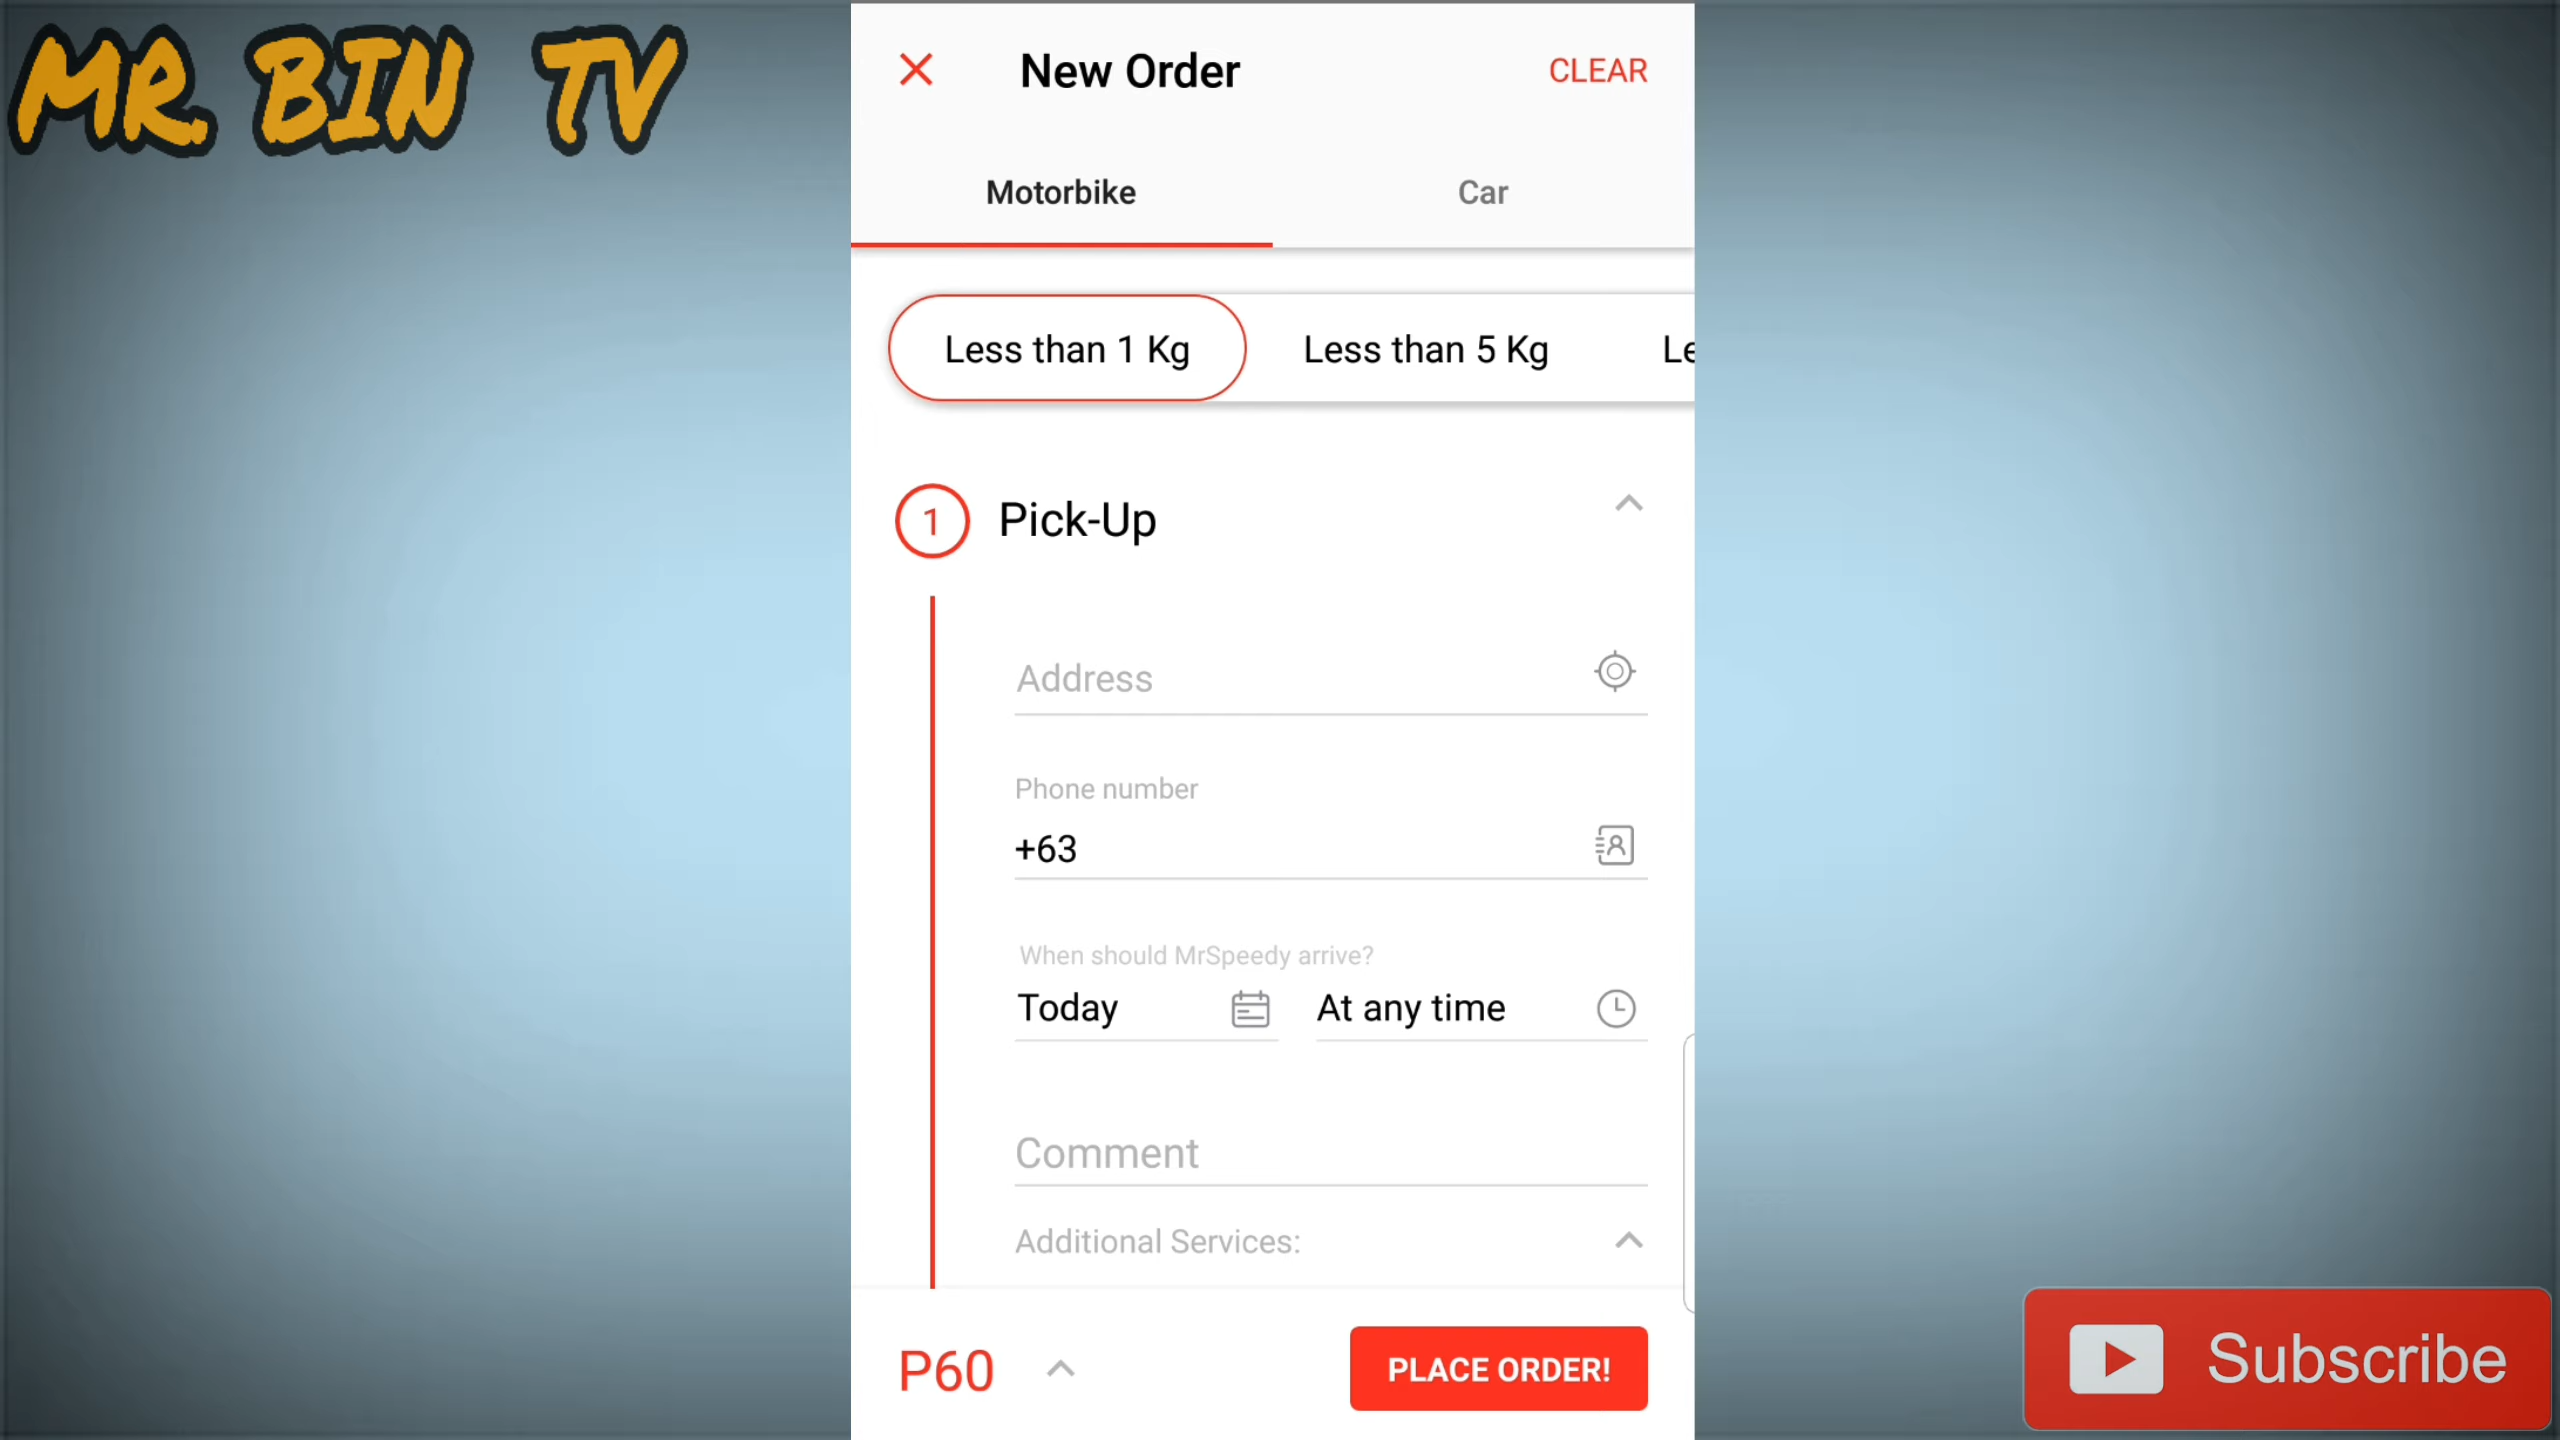 MR. BIN TV
New Order
CLEAR
Motorbike
Car
Less than 1 Kg
Less than 5 Kg
Le
1
Pick-Up
Address
Phone number
+63
When should MrSpeedy arrive?
Today
At any time
Comment
Additional Services:
P60
PLACE ORDER!
Subscribe